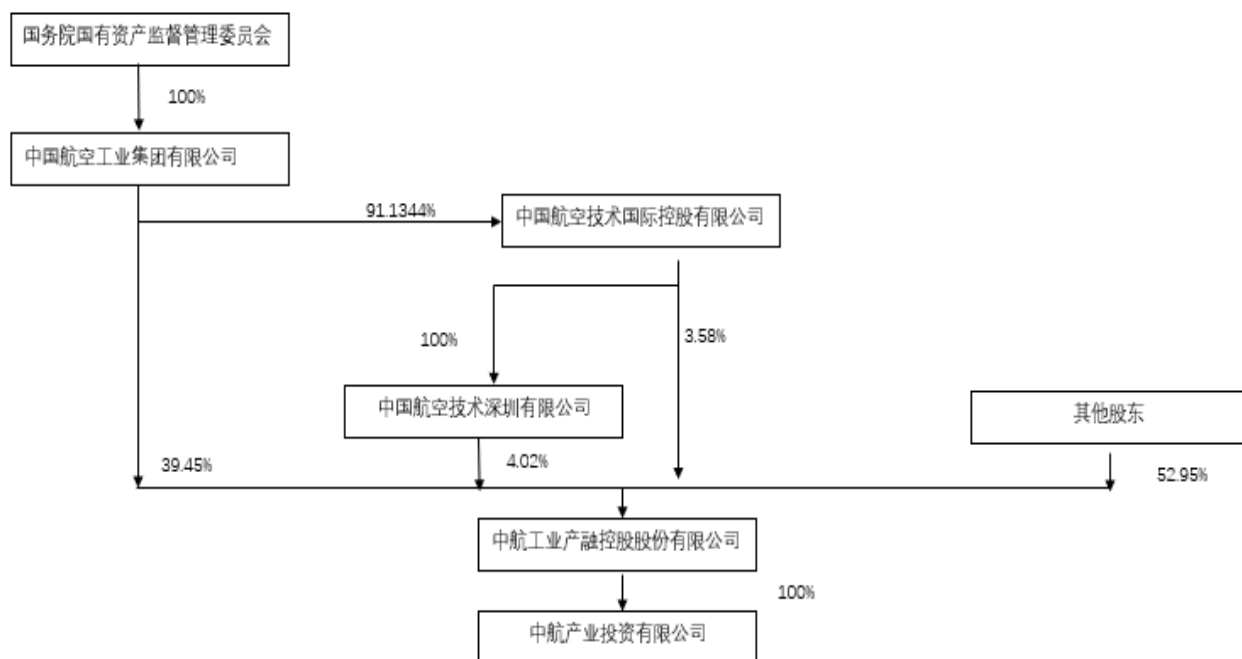 国务院国有资产监督管理委员会
100%
中国航空工业集团有限公司
91.1344%
中国航空技术国际控股有限公司
3.58%
100%
中国航空技术深圳有限公司
其他股东
39.45%
4.02%
52.95%
中航工业产融控股股份有限公司
100%
中航产业投资有限公司